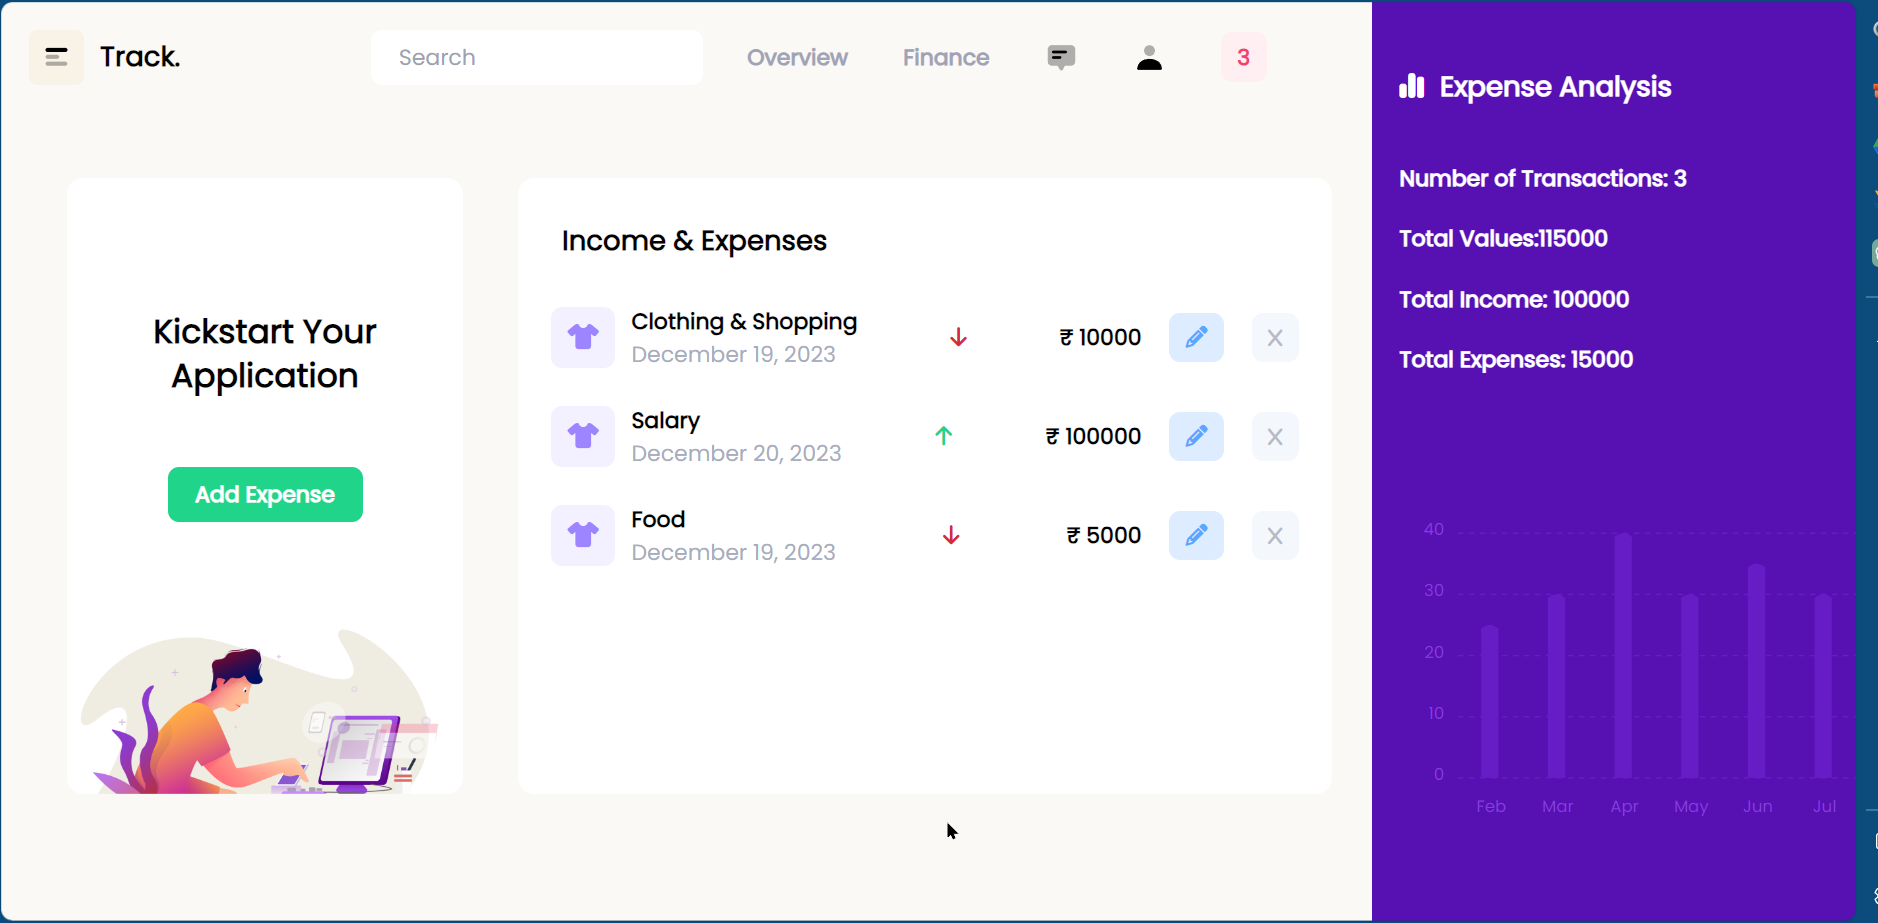 Track.
Search
Overview
Finance
3
Expense Analysis
Number of Transactions: 3
Total Values:115000
Total Income: 100000
Total Expenses: 15000
Kickstart Your
Application
Add Expense
Income & Expenses
Clothing & Shopping
December 19, 2023
₹ 10000
X
Salary
December 20, 2023
₹ 100000
X
Food
December 19, 2023
₹ 5000
X
40
30
20
10
0
Feb Mar Apr May Jun Jul